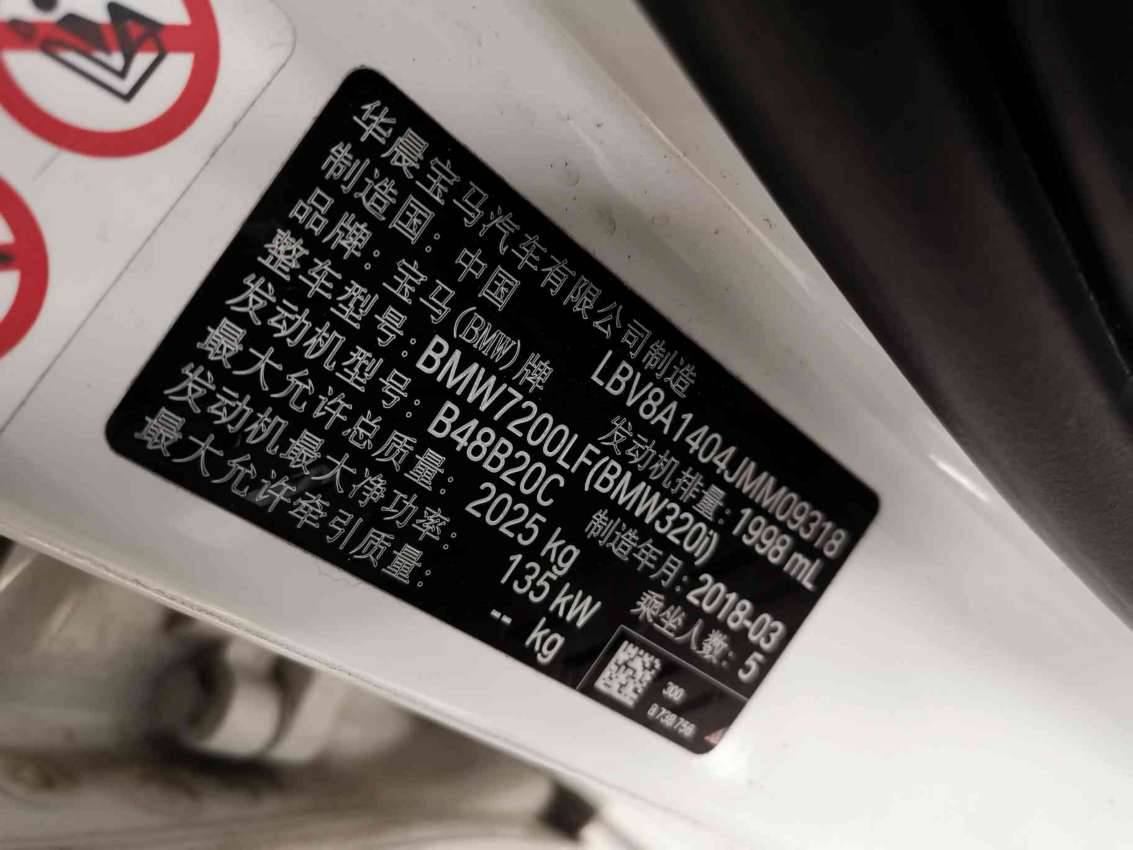 华晨宝马汽车有限公司制造
制造国：中国 LBV8A1404JMM09318
品牌：宝马(BMW)牌 发动机排量：1998 mL
整车型号：BMW7200LF(BMW320i)
发动机型号：B48B20C 制造年月：2018-03
最大允许总质量：2025 kg 乘坐人数：5
发动机最大净功率：135 kW
最大允许牵引质量：-- kg
300
8 738 756